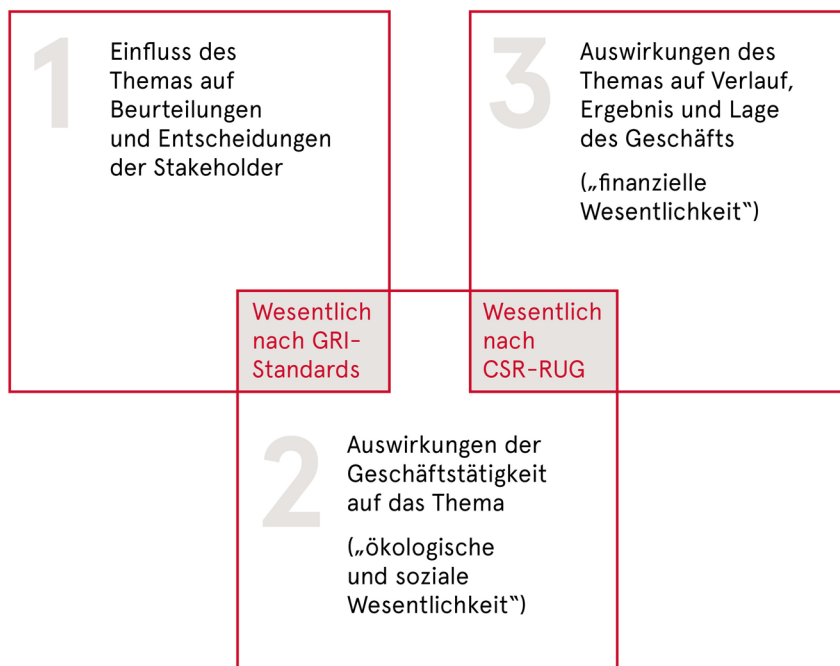 1
Einfluss des
Themas auf
Beurteilungen
und Entscheidungen
der Stakeholder
3
Auswirkungen des
Themas auf Verlauf,
Ergebnis und Lage
des Geschäfts
(„finanzielle
Wesentlichkeit“)
Wesentlich
nach GRI-
Standards
Wesentlich
nach
CSR-RUG
2
Auswirkungen der
Geschäftstätigkeit
auf das Thema
(„ökologische
und soziale
Wesentlichkeit“)